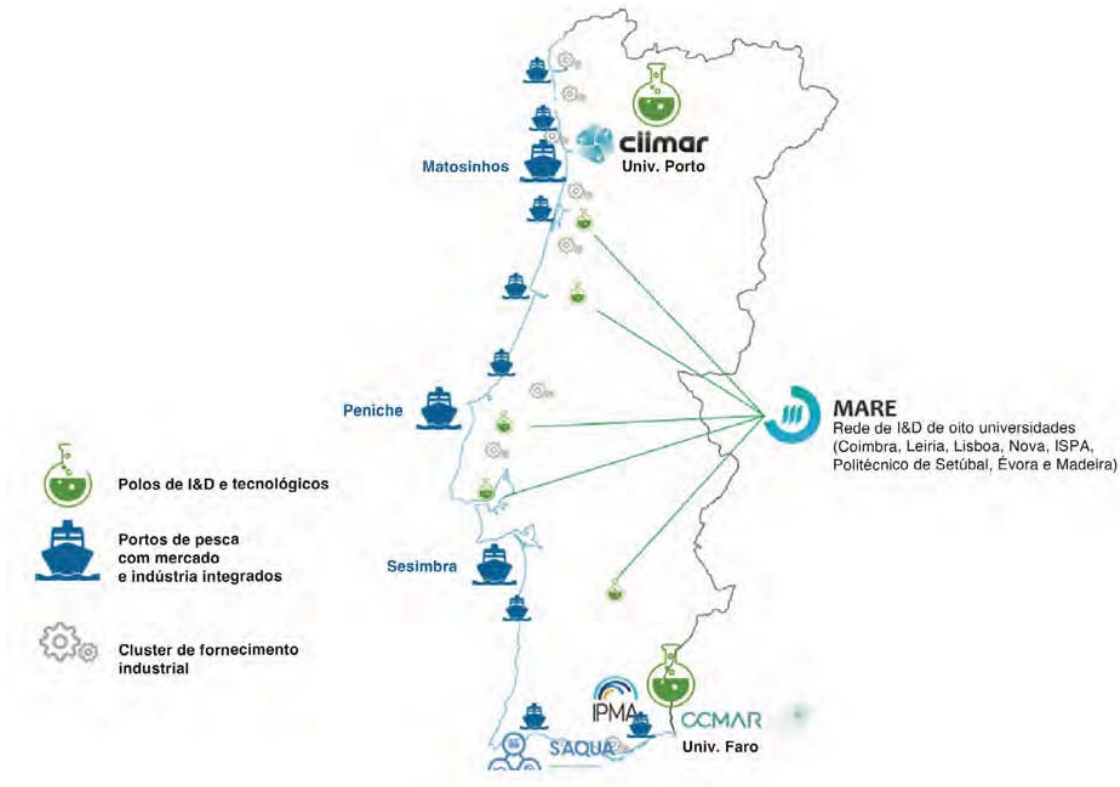 ciimar
Univ. Porto
Matosinhos
Peniche
MARE
Rede de I&D de oito universidades
(Coimbra, Leiria, Lisboa, Nova, ISPA,
Politécnico de Setúbal, Évora e Madeira)
Polos de I&D e tecnológicos
Portos de pesca
com mercado
e indústria integrados
Sesimbra
Cluster de fornecimento
industrial
IPMA
CCMAR
Univ. Faro
S2AQUA